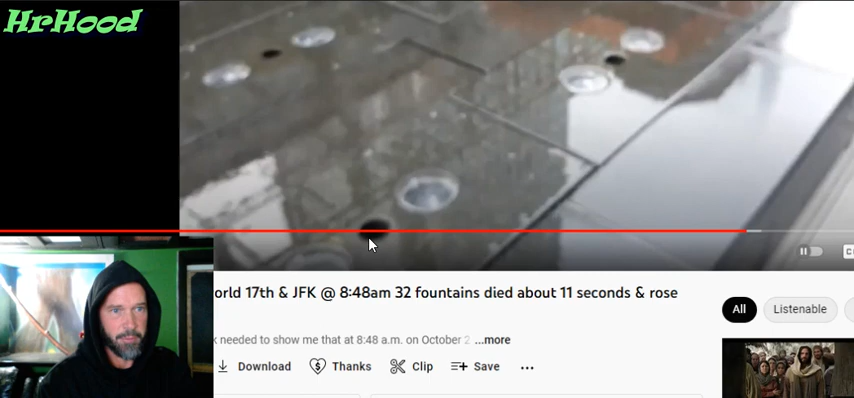 HrHood
orld 17th & JFK @ 8:48am 32 fountains died about 11 seconds & rose
needed to show me that at 8:48 a.m. on October 2 ...more
All
Listenable
Download
Thanks
Clip
Save
...